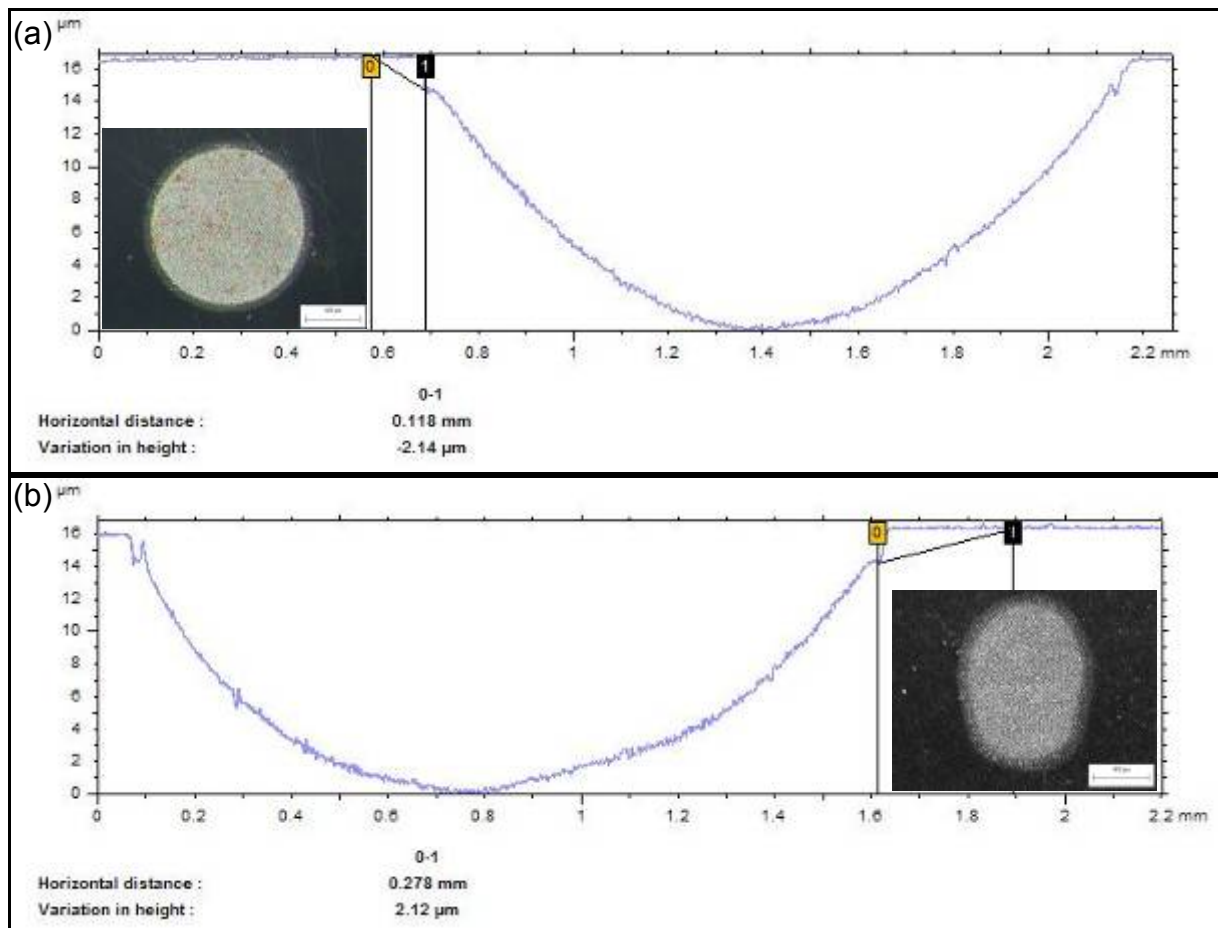 (a)
µm
16
14
12
10
8
6
4
2
0
0 1
0 0.2 0.4 0.6 0.8 1 1.2 1.4 1.6 1.8 2 2.2 mm
0-1
Horizontal distance : 0.118 mm
Variation in height : -2.14 µm
(b)
µm
16
14
12
10
8
6
4
2
0
0 1
0 0.2 0.4 0.6 0.8 1 1.2 1.4 1.6 1.8 2 2.2 mm
0-1
Horizontal distance : 0.278 mm
Variation in height : 2.12 µm